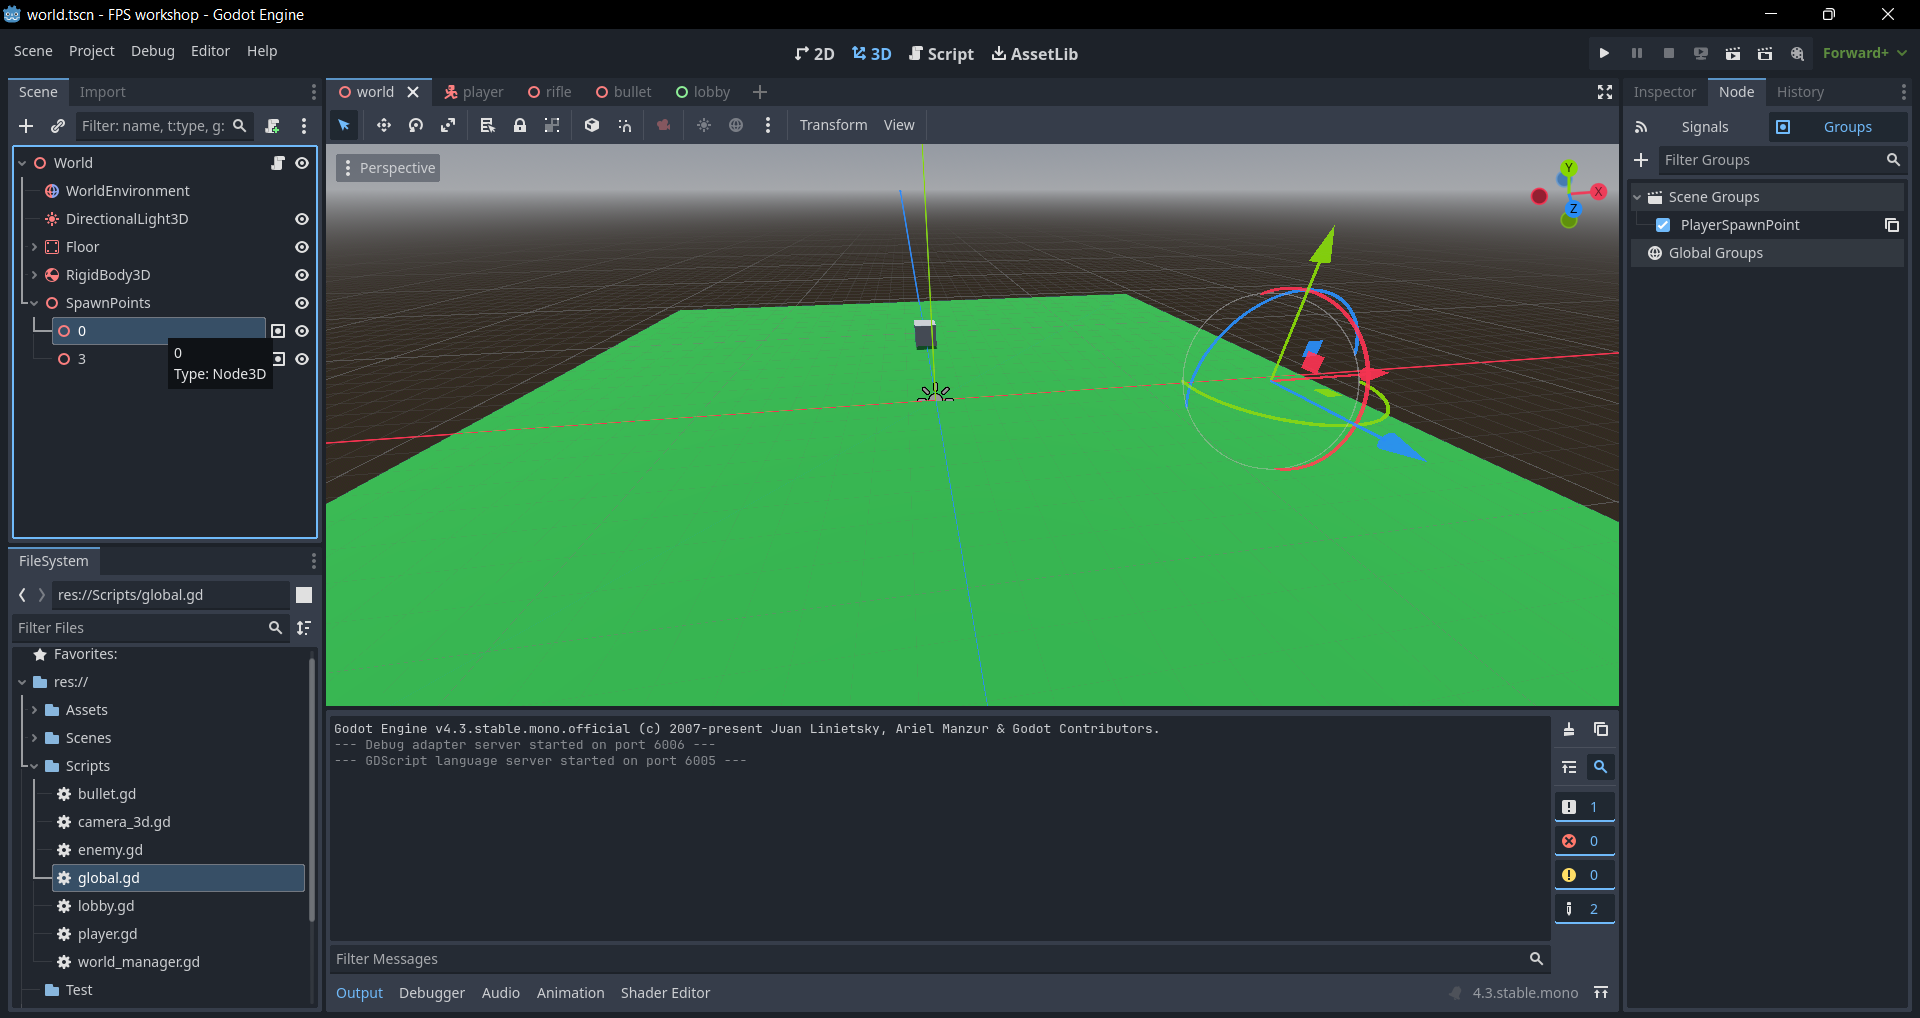 world.tscn - FPS workshop - Godot Engine
Scene Project Debug Editor Help
2D 3D Script AssetLib
Forward+
Scene Import
Filter: name, t:type, g:
World
WorldEnvironment
DirectionalLight3D
Floor
RigidBody3D
SpawnPoints
0
3
0
Type: Node3D
FileSystem
res://Scripts/global.gd
Filter Files
Favorites:
res://
Assets
Scenes
Scripts
bullet.gd
camera_3d.gd
enemy.gd
global.gd
lobby.gd
player.gd
world_manager.gd
Test
world player rifle bullet lobby
Transform View
Perspective
Y
X
Z
Godot Engine v4.3.stable.mono.official (c) 2007-present Juan Linietsky, Ariel Manzur & Godot Contributors.
--- Debug adapter server started on port 6006 ---
--- GDScript language server started on port 6005 ---
1
0
0
2
Filter Messages
Output Debugger Audio Animation Shader Editor
4.3.stable.mono
Inspector Node History
Signals Groups
Filter Groups
Scene Groups
PlayerSpawnPoint
Global Groups